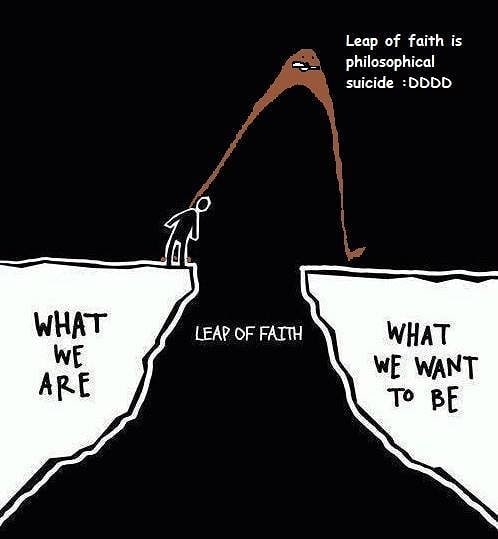 Leap of faith is
philosophical
suicide :DDDD
WHAT
WE
ARE
LEAP OF FAITH
WHAT
WE WANT
TO BE